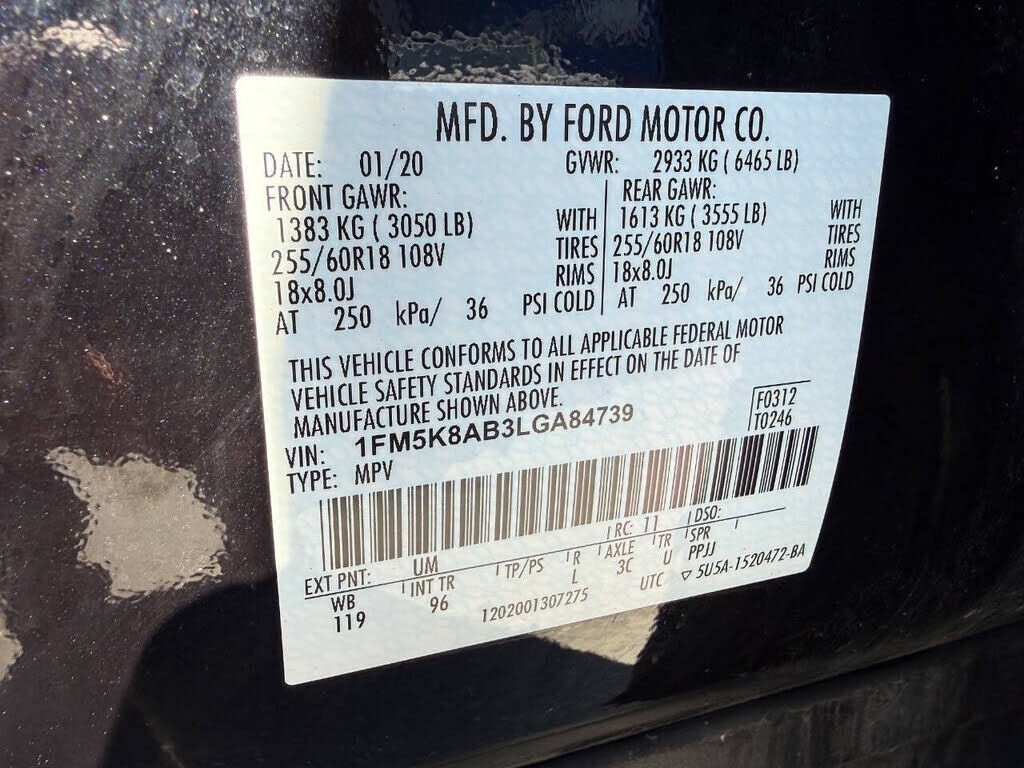 MFD. BY FORD MOTOR CO.
DATE: 01/20 GVWR: 2933 KG ( 6465 LB)
FRONT GAWR: REAR GAWR:
1383 KG ( 3050 LB) WITH 1613 KG ( 3555 LB) WITH
255/60R18 108V TIRES 255/60R18 108V TIRES
18x8.0J RIMS 18x8.0J RIMS
AT 250 kPa/ 36 PSI COLD AT 250 kPa/ 36 PSI COLD
THIS VEHICLE CONFORMS TO ALL APPLICABLE FEDERAL MOTOR
VEHICLE SAFETY STANDARDS IN EFFECT ON THE DATE OF
MANUFACTURE SHOWN ABOVE.
F0312
VIN: 1FM5K8AB3LGA84739 T0246
TYPE: MPV
EXT PNT: UM RC: 11 DSO:
WB INT TR TP/PS R AXLE TR SPR
119 96 L 3C U PPJJ
1202001307275 UTC ▽ 5U5A-1520472-BA